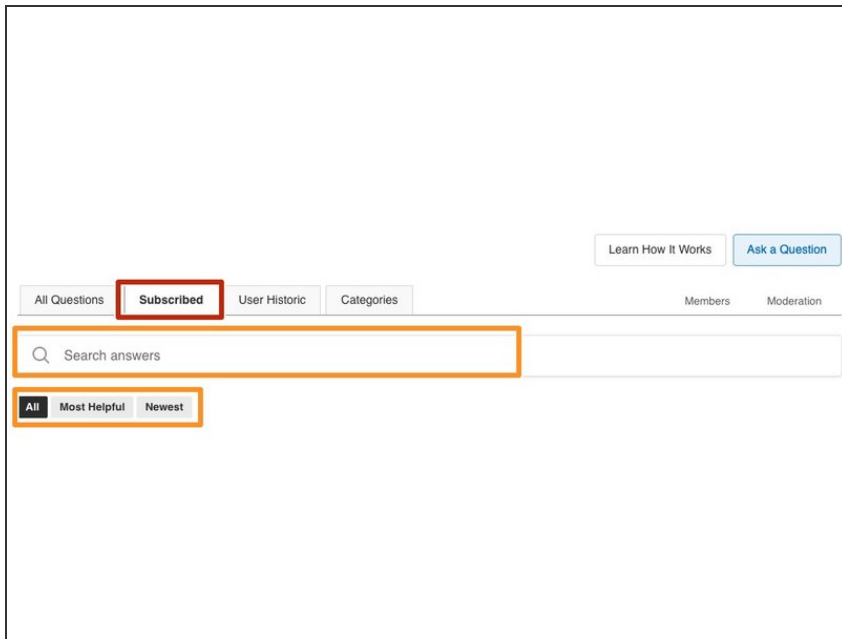 Learn How It Works Ask a Question
All Questions Subscribed User Historic Categories Members Moderation
Search answers
All Most Helpful Newest